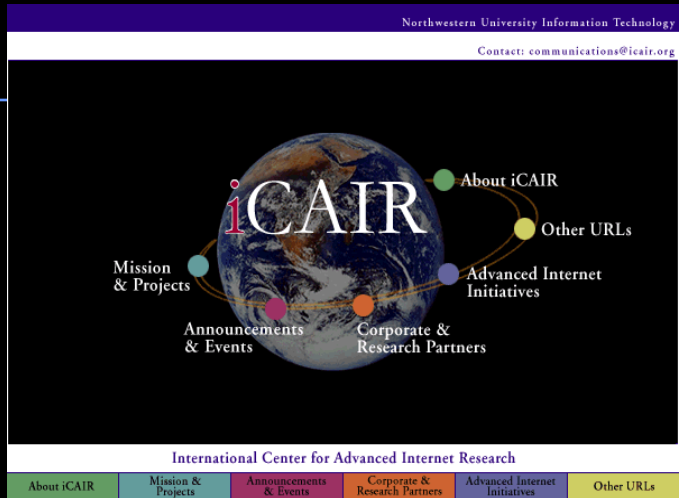 Northwestern University Information Technology
Contact: communications@icair.org
iCAIR
About iCAIR
Other URLs
Mission
& Projects
Advanced Internet
Initiatives
Announcements
& Events
Corporate &
Research Partners
International Center for Advanced Internet Research
About iCAIR
Mission &
Projects
Announcements
& Events
Corporate &
Research Partners
Advanced Internet
Initiatives
Other URLs